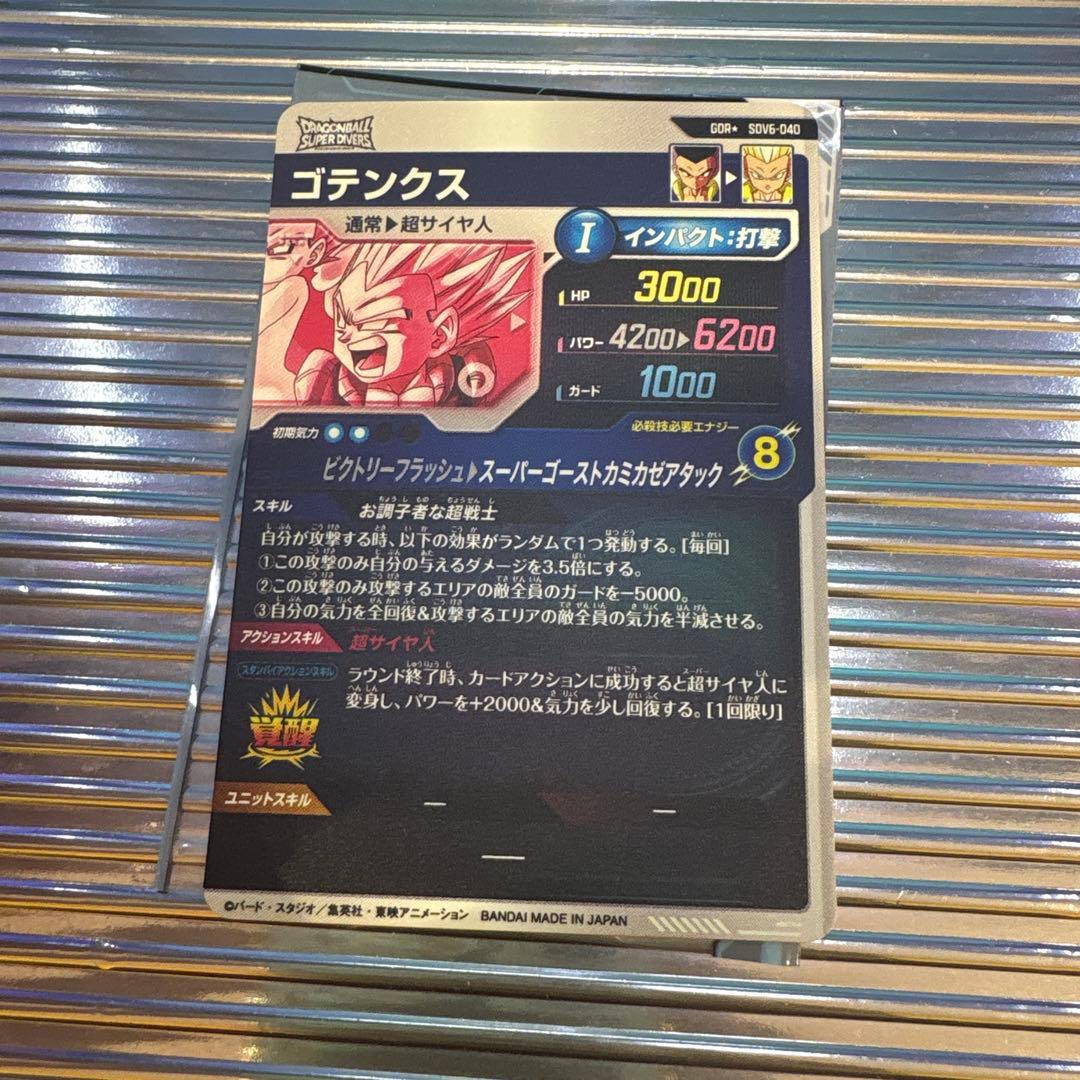 DRAGONBALL
SUPER DIVERS
GDR★ SDV6-040
ゴテンクス
通常▶超サイヤ人
I インパクト:打撃
HP 3000
パワー 4200▶6200
ガード 1000
初期気力
必殺技必要エナジー
8
ビクトリーフラッシュ▶スーパーゴーストカミカゼアタック
スキル お調子者な超戦士
自分が攻撃する時、以下の効果がランダムで1つ発動する。[毎回]
①この攻撃のみ自分の与えるダメージを3.5倍にする。
②この攻撃のみ攻撃するエリアの敵全員のガードを-5000。
③自分の気力を全回復&攻撃するエリアの敵全員の気力を半減させる。
アクションスキル 超サイヤ人
スタンバイアクションスキル
ラウンド終了時、カードアクションに成功すると超サイヤ人に
変身し、パワーを+2000&気力を少し回復する。[1回限り]
覚醒
ユニットスキル
©バード・スタジオ/集英社・東映アニメーション BANDAI MADE IN JAPAN